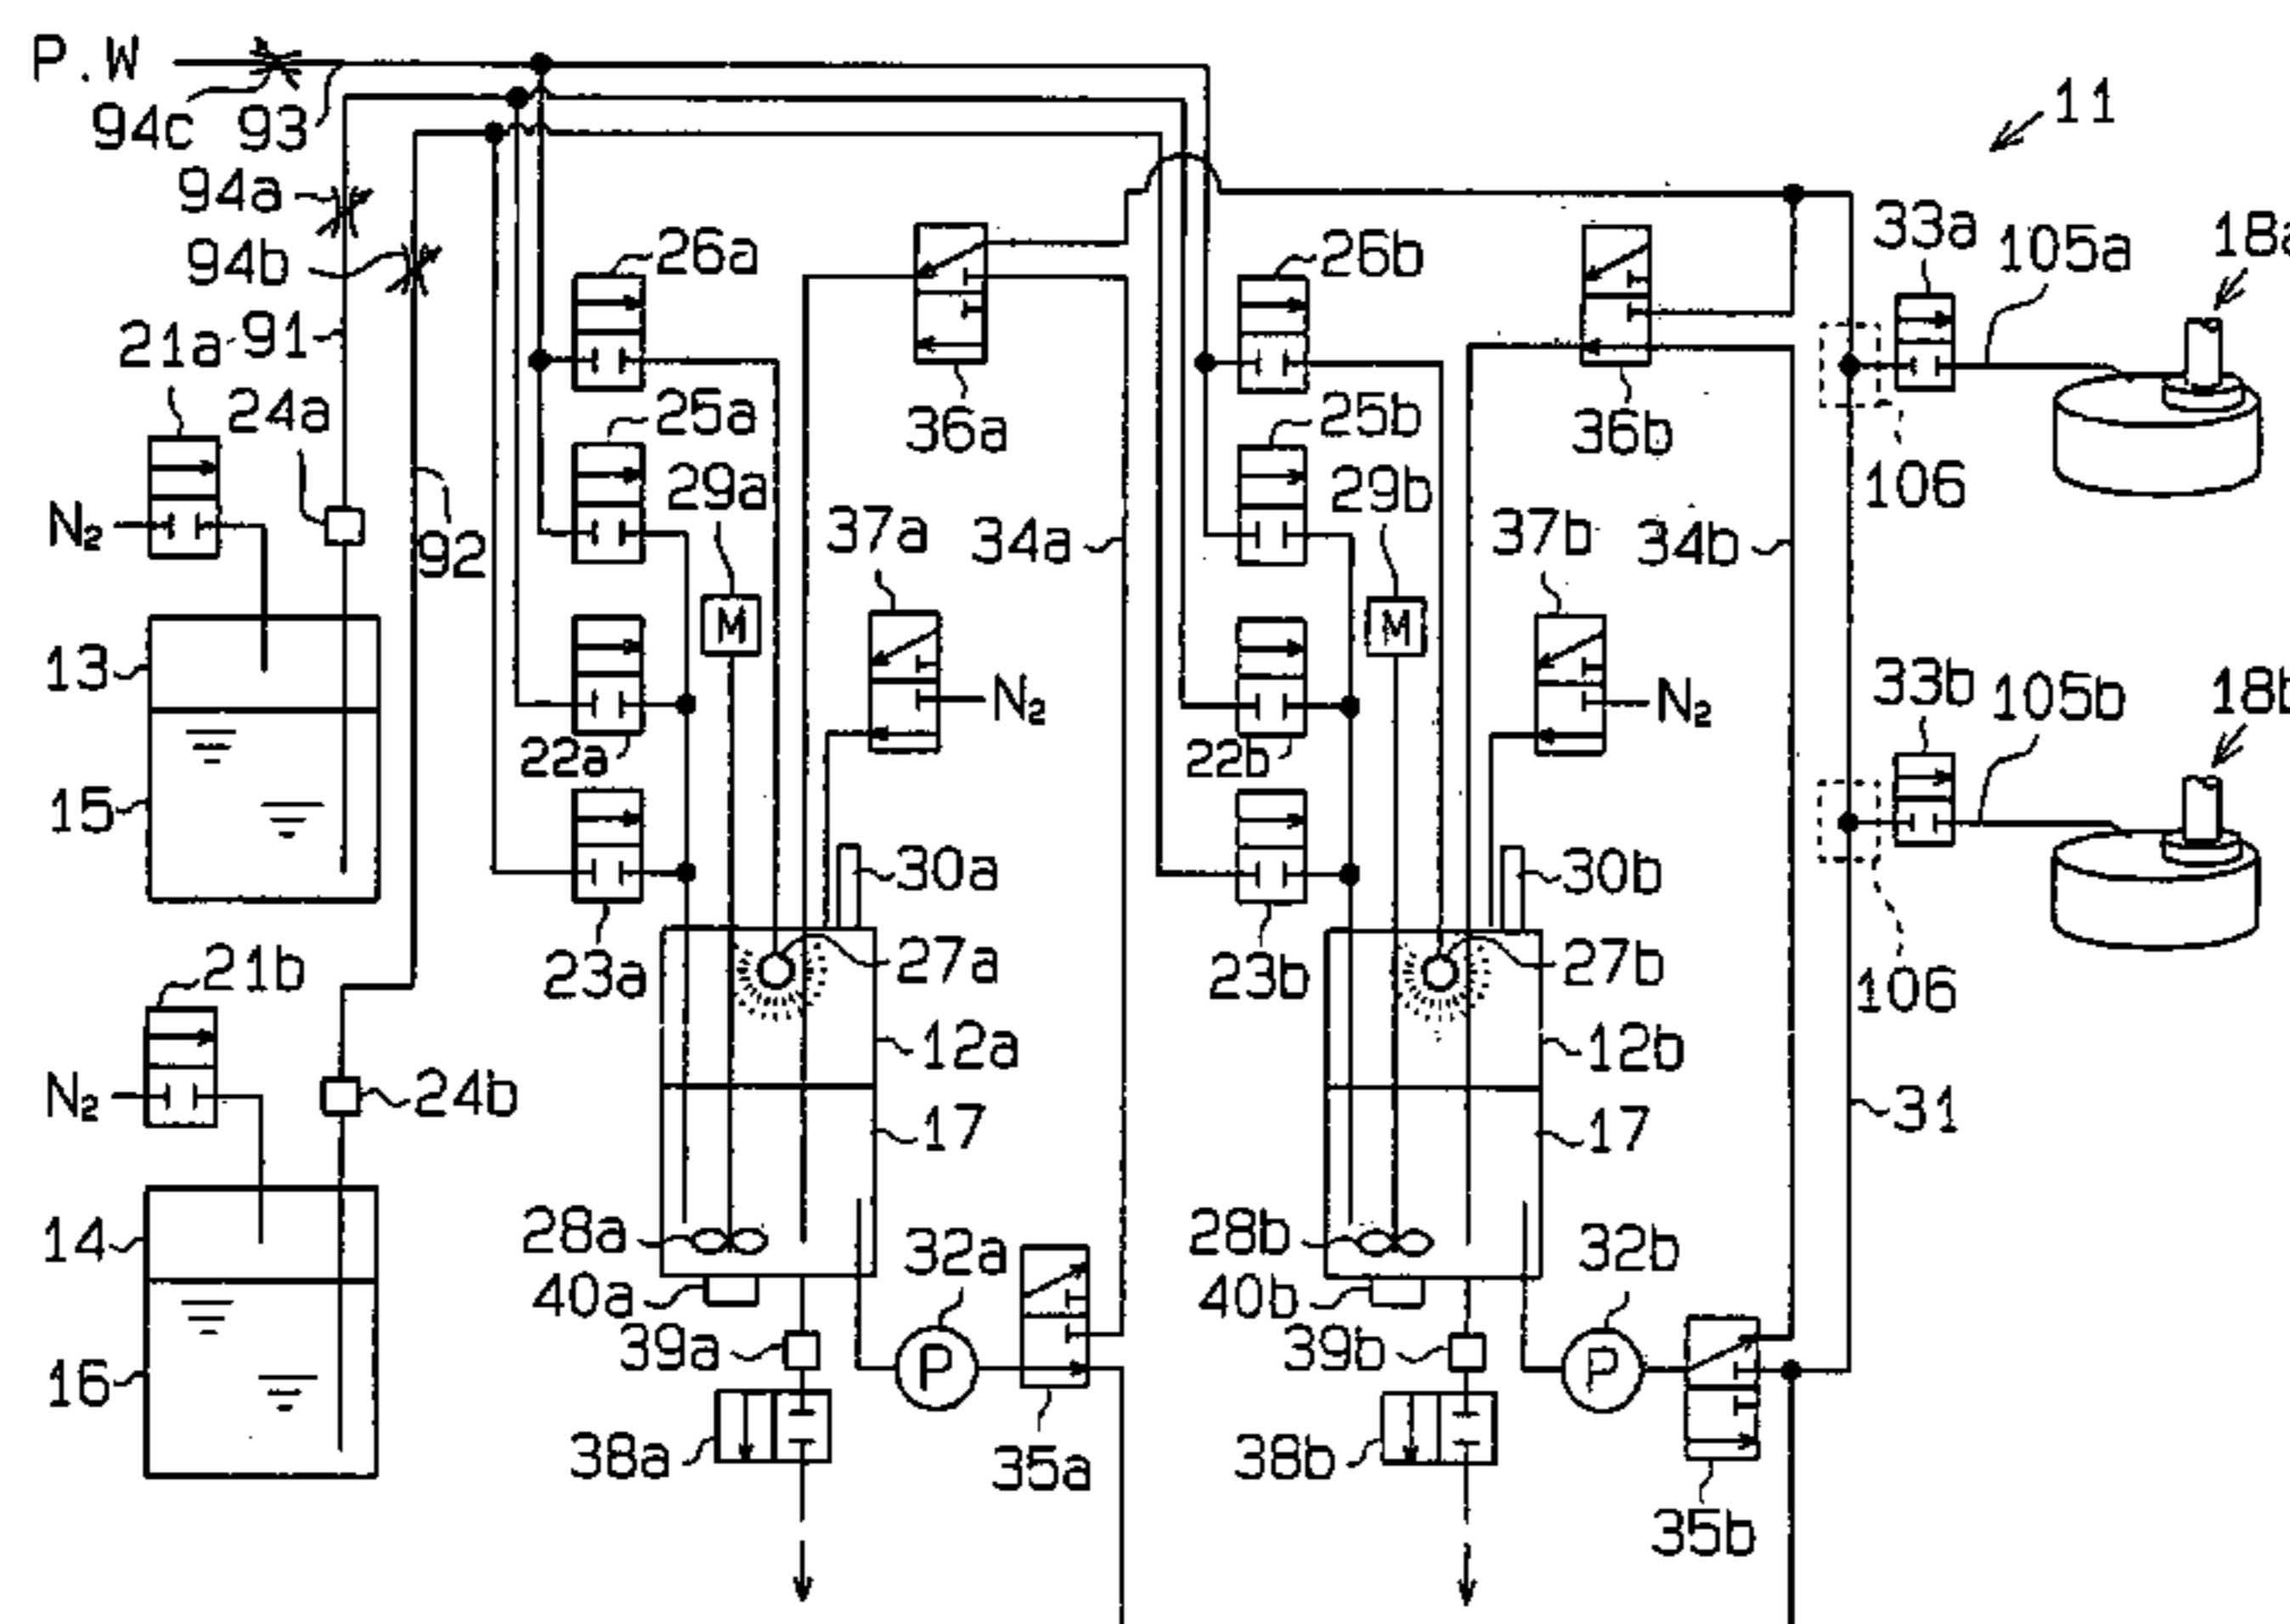 P.W
94c 93
11
94a
33a 105a 18a
94b 26a 26b
21a 91
24a 25a 36a 25b 36b
29a 29b 106
N₂ 92 37a 34a 37b 34b
M M
13 N₂ N₂ 33b 105b 18b
22a 22b
15
30a 30b
21b 23a 27a 23b 27b 106
12a 12b
N₂ 24b 17 17 31
14 28a 32a 28b 32b
40a 40b
39a 39b
16 P P
38a 35a 38b
35b